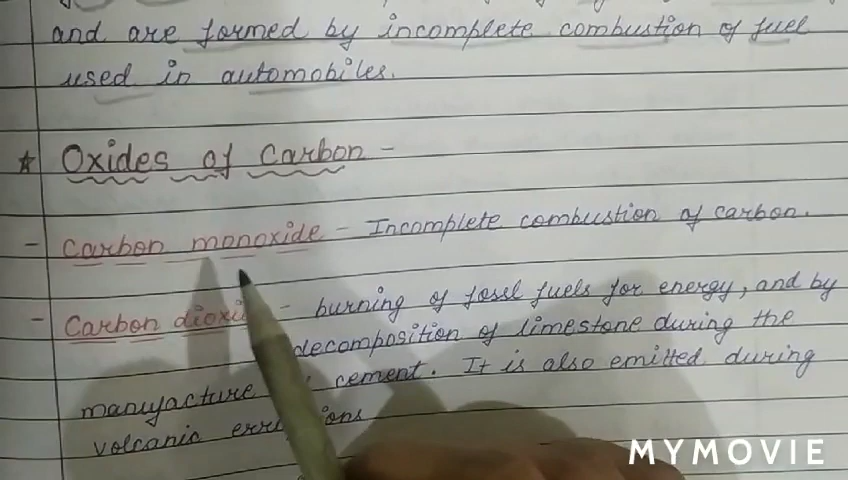 and are formed by incomplete combustion of fuel
used in automobiles.
★ Oxides of Carbon -
- Carbon monoxide - Incomplete combustion of carbon.
- Carbon - burning of fossil fuels for energy, and by
decomposition of limestone during the
manufacture cement. It is also emitted during
volcanic
MYMOVIE